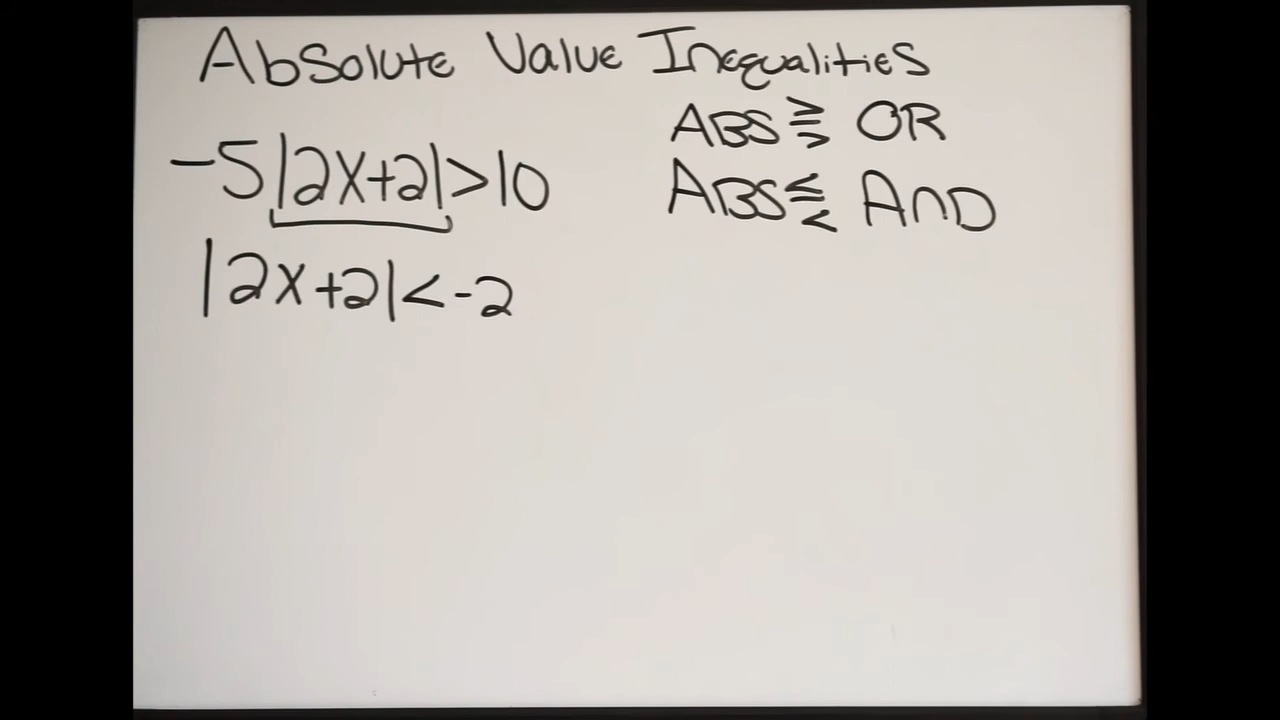 Absolute Value Inequalities
ABS ≥ > OR
-5|2x+2|>10
ABS ≤ < AnD
|2x+2|<-2